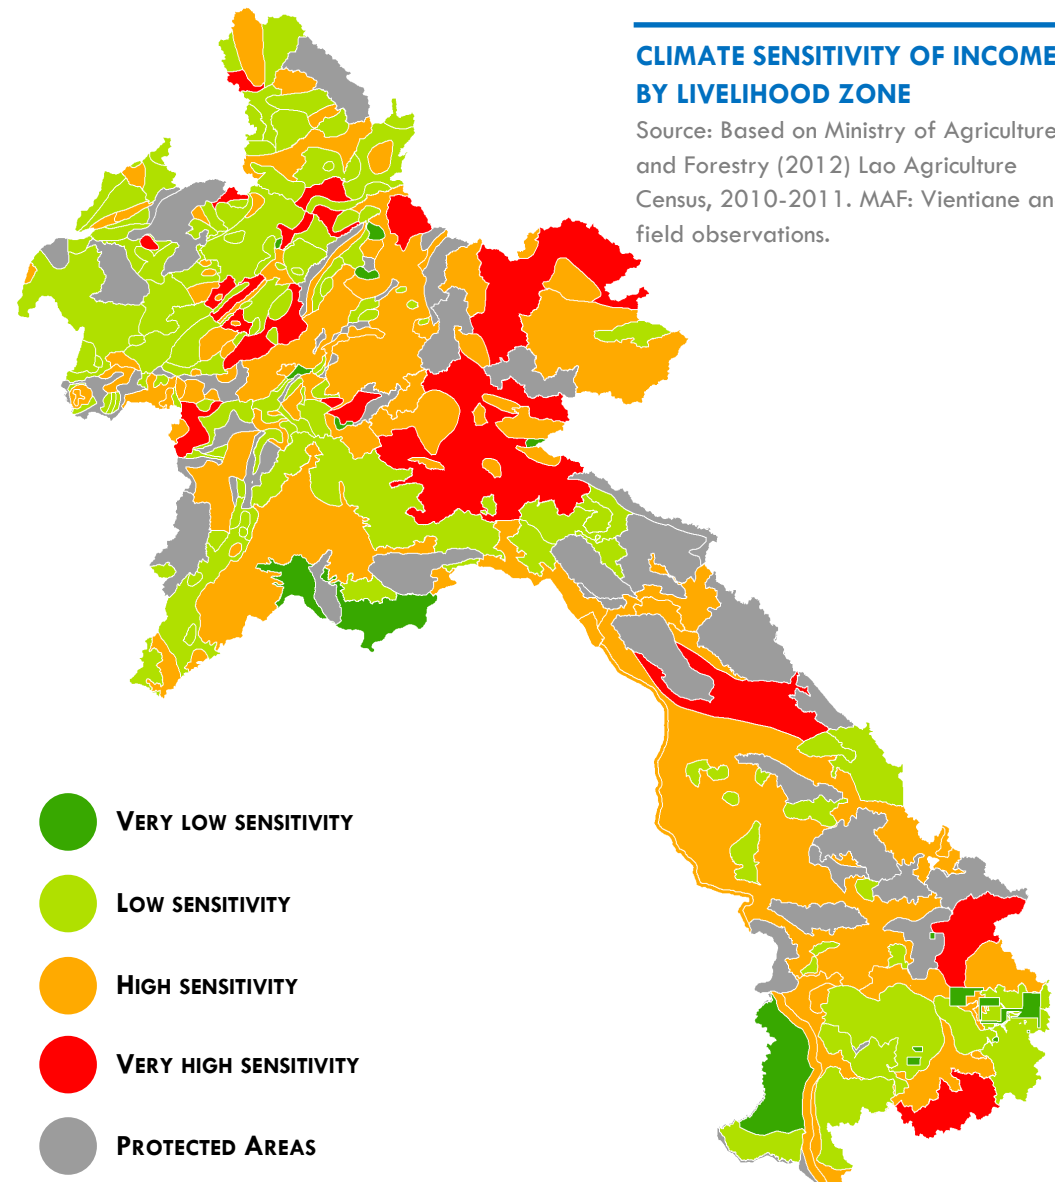 CLIMATE SENSITIVITY OF INCOME
BY LIVELIHOOD ZONE
Source: Based on Ministry of Agriculture
and Forestry (2012) Lao Agriculture
Census, 2010-2011. MAF: Vientiane an
field observations.
VERY LOW SENSITIVITY
LOW SENSITIVITY
HIGH SENSITIVITY
VERY HIGH SENSITIVITY
PROTECTED AREAS